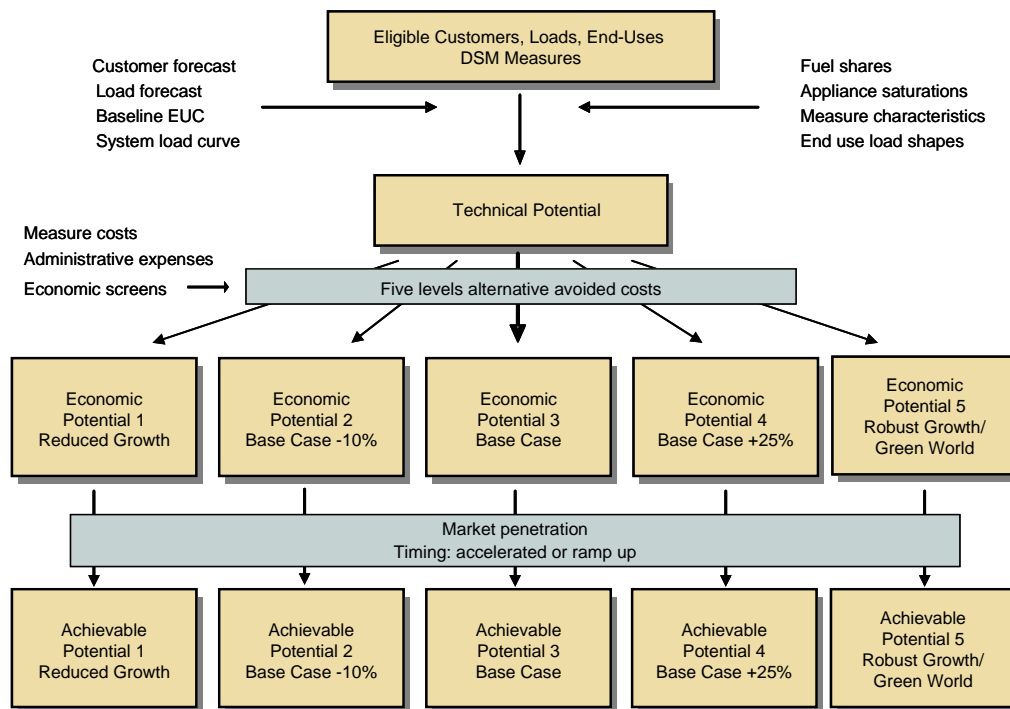 Eligible Customers, Loads, End-Uses
DSM Measures
Customer forecast
Load forecast
Baseline EUC
System load curve
Fuel shares
Appliance saturations
Measure characteristics
End use load shapes
Technical Potential
Measure costs
Administrative expenses
Economic screens
Five levels alternative avoided costs
Economic
Potential 1
Reduced Growth
Economic
Potential 2
Base Case -10%
Economic
Potential 3
Base Case
Economic
Potential 4
Base Case +25%
Economic
Potential 5
Robust Growth/
Green World
Market penetration
Timing: accelerated or ramp up
Achievable
Potential 1
Reduced Growth
Achievable
Potential 2
Base Case -10%
Achievable
Potential 3
Base Case
Achievable
Potential 4
Base Case +25%
Achievable
Potential 5
Robust Growth/
Green World